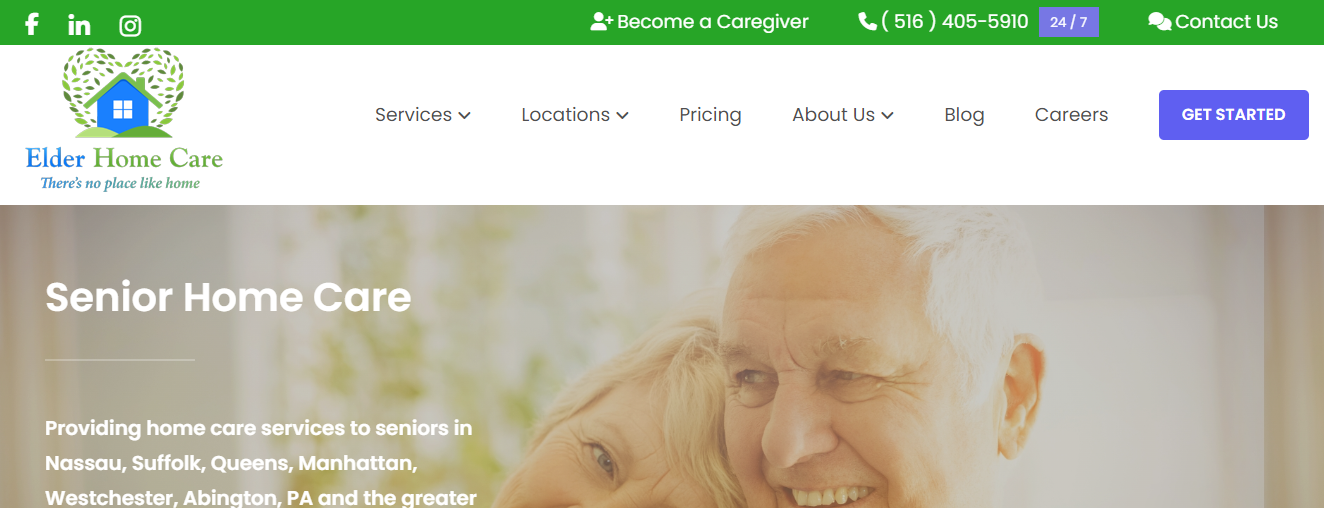 Become a Caregiver ( 516 ) 405-5910 24 / 7 Contact Us
Services Locations Pricing About Us Blog Careers GET STARTED
Elder Home Care
There's no place like home
Senior Home Care
Providing home care services to seniors in
Nassau, Suffolk, Queens, Manhattan,
Westchester, Abington, PA and the greater